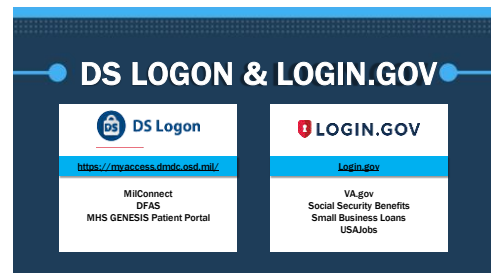 DS LOGON & LOGIN.GOV
DS DS Logon
https://myaccess.dmdc.osd.mil/
MilConnect
DFAS
MHS GENESIS Patient Portal
LOGIN.GOV
Login.gov
VA.gov
Social Security Benefits
Small Business Loans
USAJobs